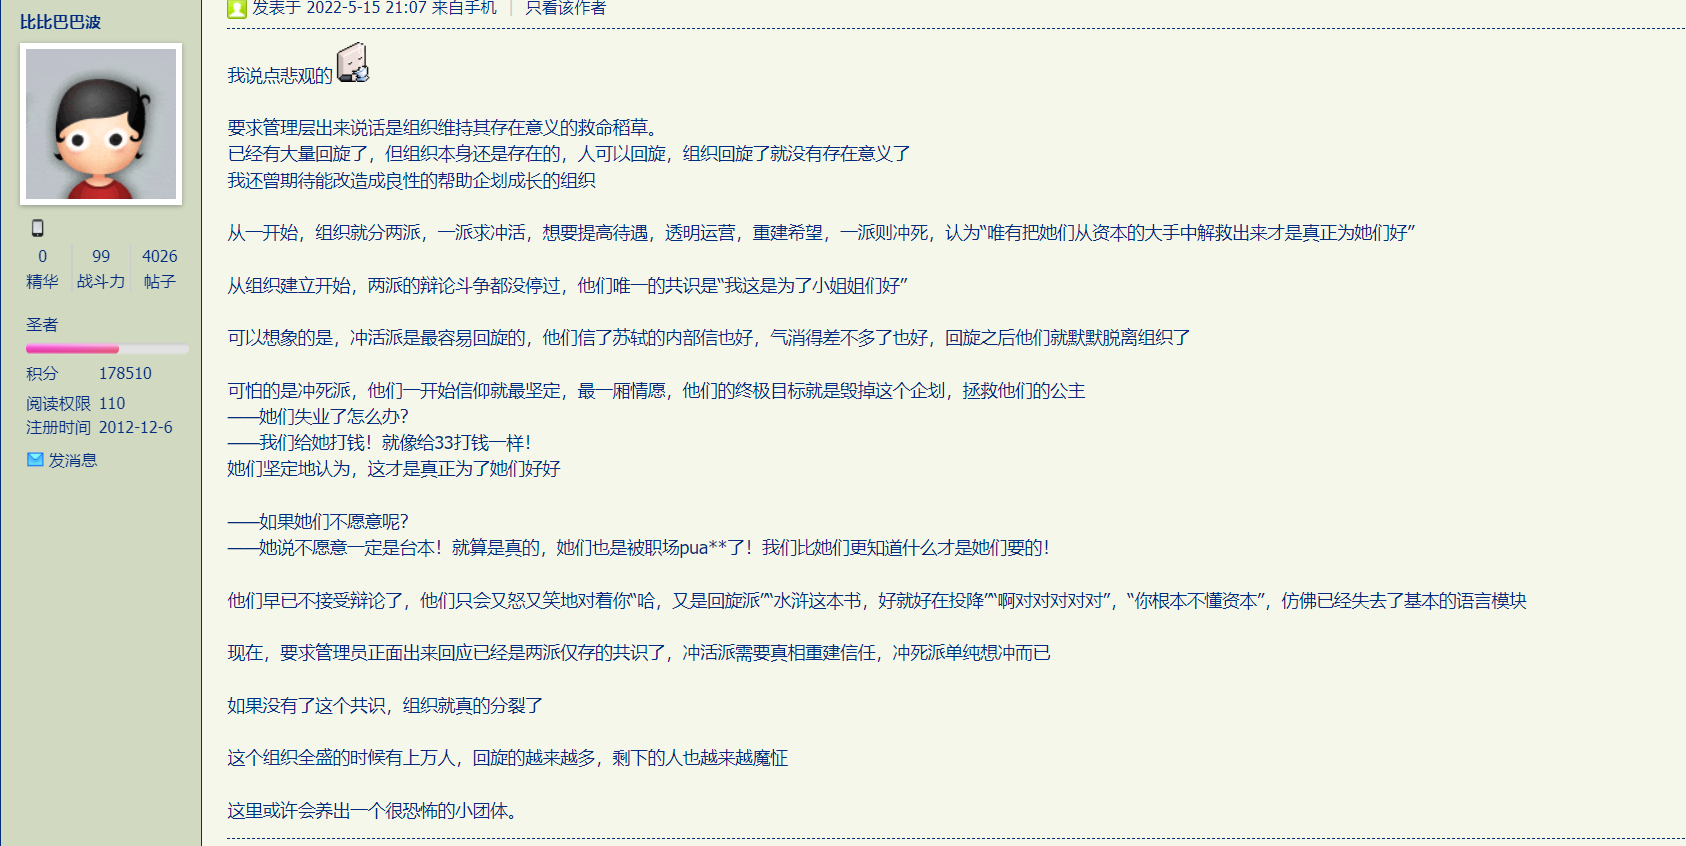 比比巴巴波
0 99 4026
精华 战斗力 帖子
圣者
积分 178510
阅读权限 110
注册时间 2012-12-6
发消息
发表于 2022-5-15 21:07 来自手机 | 只看该作者
我说点悲观的
要求管理层出来说话是组织维持其存在意义的救命稻草。
已经有大量回旋了，但组织本身还是存在的，人可以回旋，组织回旋了就没有存在意义了
我还曾期待能改造成良性的帮助企划成长的组织
从一开始，组织就分两派，一派求冲活，想要提高待遇，透明运营，重建希望，一派则冲死，认为“唯有把她们从资本的大手中解救出来才是真正为她们好”
从组织建立开始，两派的辩论斗争都没停过，他们唯一的共识是“我这是为了小姐姐们好”
可以想象的是，冲活派是最容易回旋的，他们信了苏轼的内部信也好，气消得差不多了也好，回旋之后他们就默默脱离组织了
可怕的是冲死派，他们一开始信仰就最坚定，最一厢情愿，他们的终极目标就是毁掉这个企划，拯救他们的公主
——她们失业了怎么办？
——我们给她打钱！就像给33打钱一样！
她们坚定地认为，这才是真正为了她们好好
——如果她们不愿意呢？
——她说不愿意一定是台本！就算是真的，她们也是被职场pua**了！我们比她们更知道什么才是她们要的！
他们早已不接受辩论了，他们只会又怒又笑地对着你“哈，又是回旋派”“水浒这本书，好就好在投降”“啊对对对对对”，“你根本不懂资本”，仿佛已经失去了基本的语言模块
现在，要求管理员正面出来回应已经是两派仅存的共识了，冲活派需要真相重建信任，冲死派单纯想冲而已
如果没有了这个共识，组织就真的分裂了
这个组织全盛的时候有上万人，回旋的越来越多，剩下的人也越来越魔怔
这里或许会养出一个很恐怖的小团体。